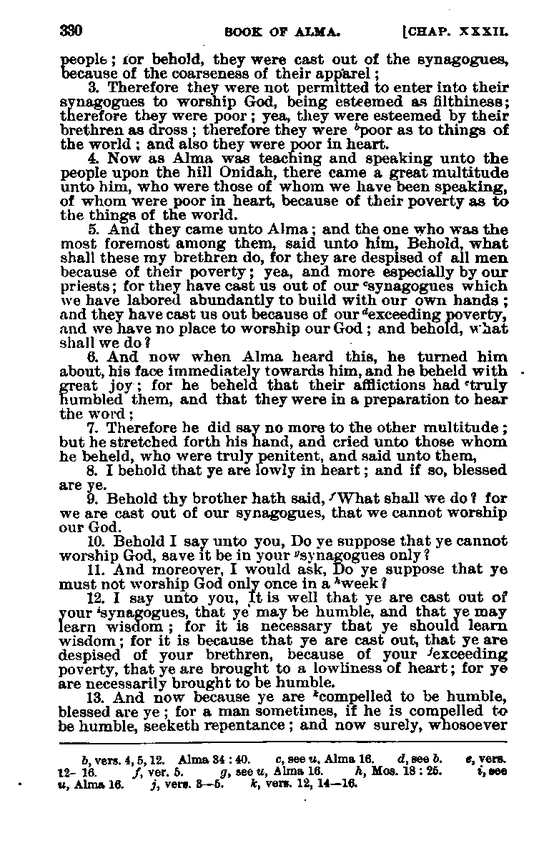 330 BOOK OF ALMA. [CHAP. XXXII.
people; for behold, they were cast out of the synagogues,
because of the coarseness of their apparel;
3. Therefore they were not permitted to enter into their
synagogues to worship God, being esteemed as filthiness;
therefore they were poor; yea, they were esteemed by their
brethren as dross; therefore they were ᵇpoor as to things of
the world; and also they were poor in heart.
4. Now as Alma was teaching and speaking unto the
people upon the hill Onidah, there came a great multitude
unto him, who were those of whom we have been speaking,
of whom were poor in heart, because of their poverty as to
the things of the world.
5. And they came unto Alma; and the one who was the
most foremost among them, said unto him, Behold, what
shall these my brethren do, for they are despised of all men
because of their poverty; yea, and more especially by our
priests; for they have cast us out of our ᶜsynagogues which
we have labored abundantly to build with our own hands;
and they have cast us out because of our ᵈexceeding poverty,
and we have no place to worship our God; and behold, what
shall we do?
6. And now when Alma heard this, he turned him
about, his face immediately towards him, and he beheld with
great joy; for he beheld that their afflictions had ᵉtruly
humbled them, and that they were in a preparation to hear
the word;
7. Therefore he did say no more to the other multitude;
but he stretched forth his hand, and cried unto those whom
he beheld, who were truly penitent, and said unto them,
8. I behold that ye are lowly in heart; and if so, blessed
are ye.
9. Behold thy brother hath said, ᶠWhat shall we do? for
we are cast out of our synagogues, that we cannot worship
our God.
10. Behold I say unto you, Do ye suppose that ye cannot
worship God, save it be in your ᵍsynagogues only?
11. And moreover, I would ask, Do ye suppose that ye
must not worship God only once in a ʰweek?
12. I say unto you, It is well that ye are cast out of
your ⁱsynagogues, that ye may be humble, and that ye may
learn wisdom; for it is necessary that ye should learn
wisdom; for it is because that ye are cast out, that ye are
despised of your brethren, because of your ʲexceeding
poverty, that ye are brought to a lowliness of heart; for ye
are necessarily brought to be humble.
13. And now because ye are ᵏcompelled to be humble,
blessed are ye; for a man sometimes, if he is compelled to
be humble, seeketh repentance; and now surely, whosoever
b, vers. 4, 5, 12. Alma 34:40. c, see u, Alma 16. d, see b. e, vers.
12–16. f, ver. 5. g, see u, Alma 16. h, Mos. 18:25. i, see
u, Alma 16. j, vers. 3–5. k, vers. 12, 14–16.